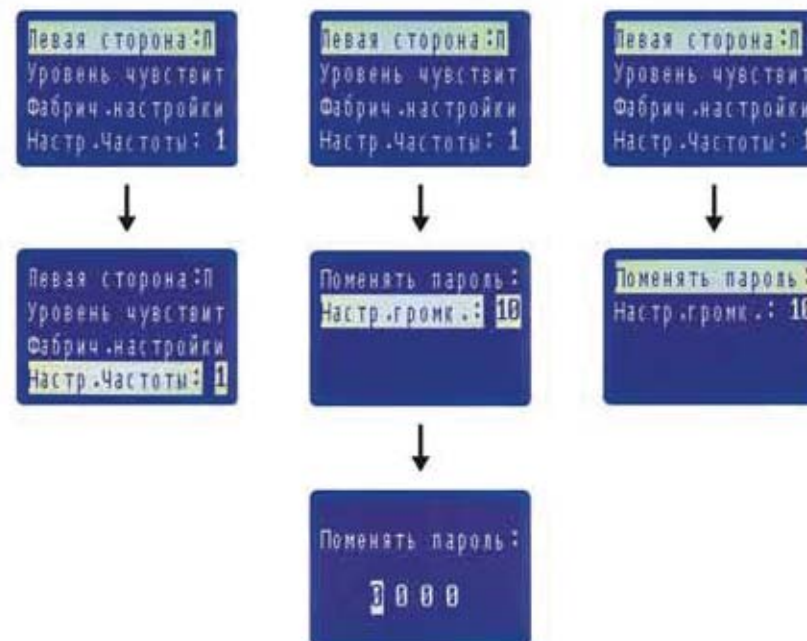 Левая сторона:П
Уровень чувствит
Фабрич.настройки
Настр.Частоты: 1
Левая сторона:П
Уровень чувствит
Фабрич.настройки
Настр.Частоты: 1
Левая сторона:П
Уровень чувствит
Фабрич.настройки
Настр.Частоты: 1
Левая сторона:П
Уровень чувствит
Фабрич.настройки
Настр.Частоты: 1
Поменять пароль:
Настр.громк.: 10
Поменять пароль:
Настр.громк.: 10
Поменять пароль:
0 0 0 0